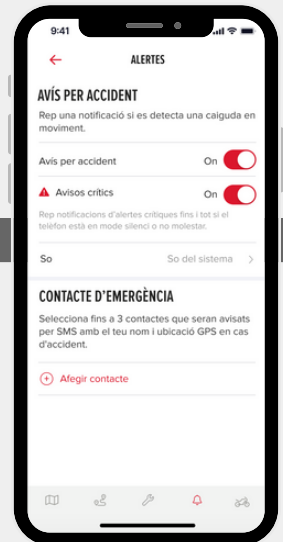 9:41
ALERTES
AVÍS PER ACCIDENT
Rep una notificació si es detecta una caiguda en
moviment.
Avís per accident On
Avisos crítics On
Rep notificacions d'alertes crítiques fins i tot si el
telèfon està en mode silenci o no molestar.
So So del sistema
CONTACTE D'EMERGÈNCIA
Selecciona fins a 3 contactes que seran avisats
per SMS amb el teu nom i ubicació GPS en cas
d'accident.
Afegir contacte